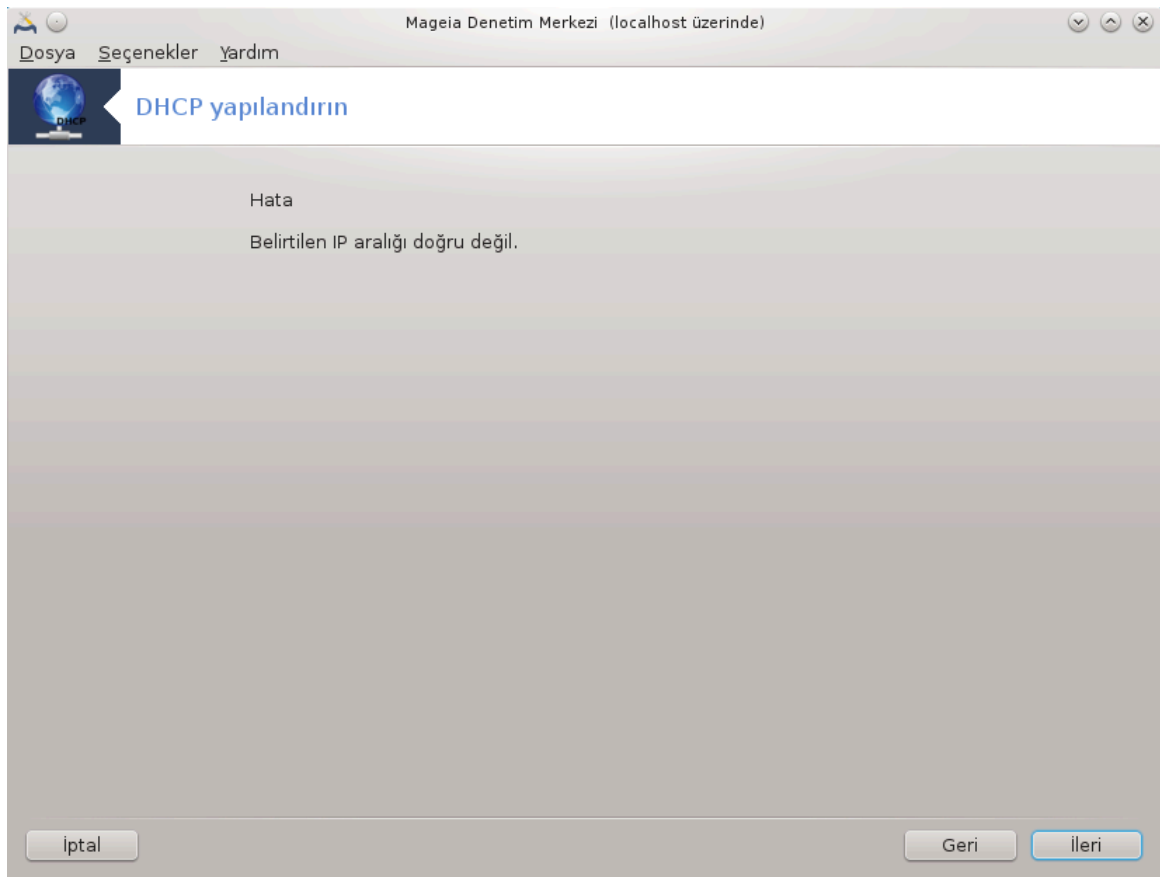 Mageia Denetim Merkezi (localhost üzerinde)
Dosya Seçenekler Yardım
DHCP
DHCP yapılandırın
Hata
Belirtilen IP aralığı doğru değil.
İptal Geri İleri